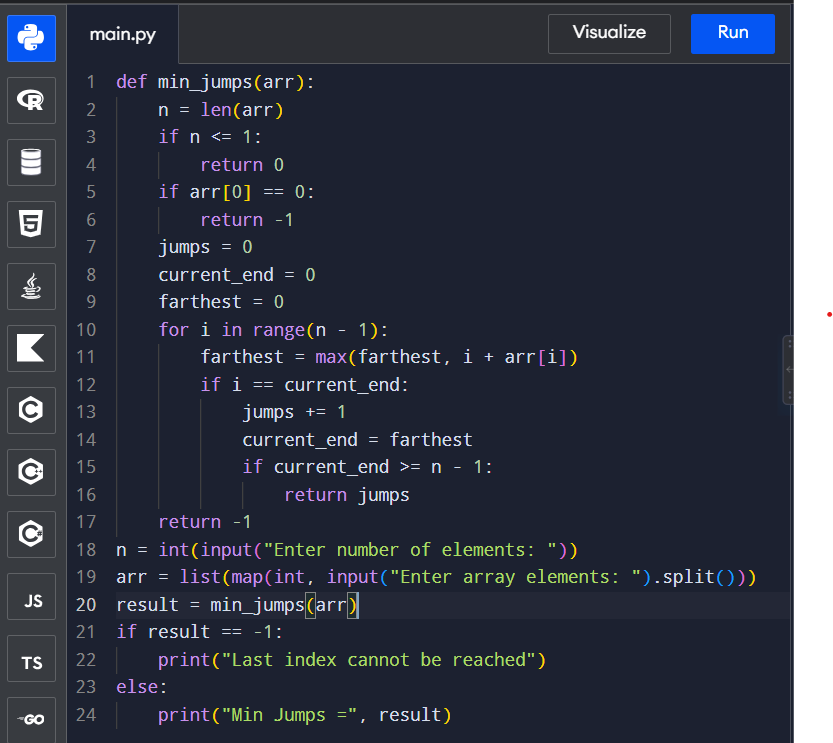 main.py
Visualize
Run
1 def min_jumps(arr):
2     n = len(arr)
3     if n <= 1:
4         return 0
5     if arr[0] == 0:
6         return -1
7     jumps = 0
8     current_end = 0
9     farthest = 0
10     for i in range(n - 1):
11         farthest = max(farthest, i + arr[i])
12         if i == current_end:
13             jumps += 1
14             current_end = farthest
15             if current_end >= n - 1:
16                 return jumps
17     return -1
18 n = int(input("Enter number of elements: "))
19 arr = list(map(int, input("Enter array elements: ").split()))
20 result = min_jumps(arr)
21 if result == -1:
22     print("Last index cannot be reached")
23 else:
24     print("Min Jumps =", result)
R
5
C
C++
C#
JS
TS
GO